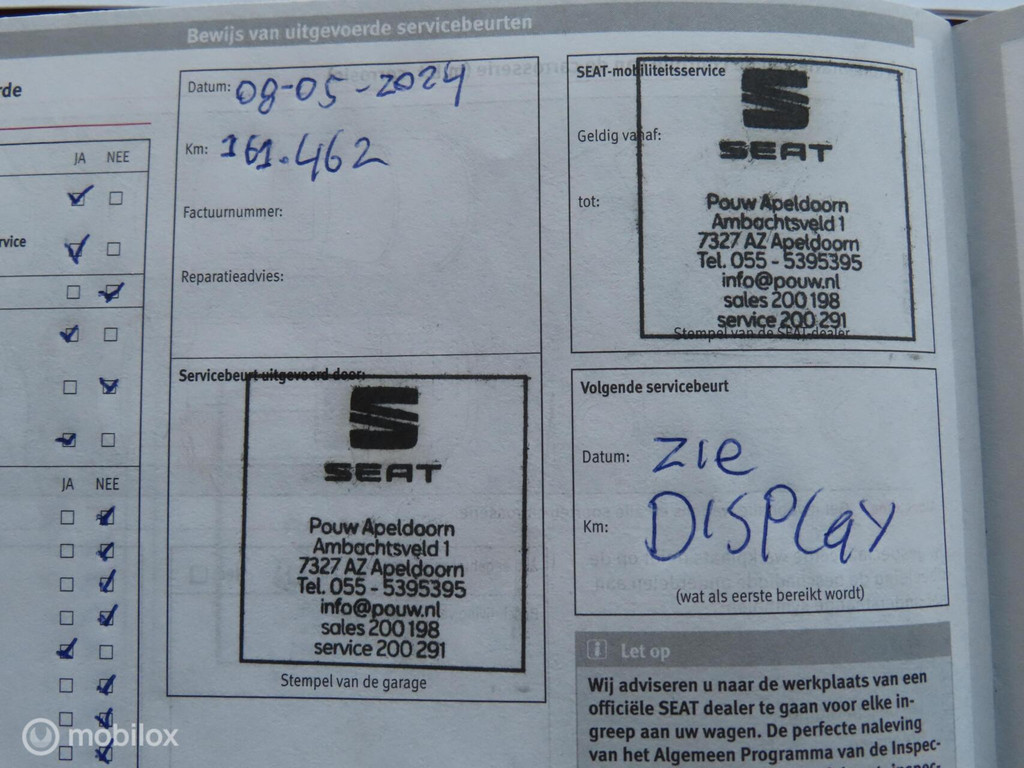 Bewijs van uitgevoerde servicebeurten
rde
JA NEE
rvice
JA NEE
Datum: 08-05-2024
Km: 161.462
Factuurnummer:
Reparatieadvies:
Servicebeurt uitgevoerd door:
SEAT
Pouw Apeldoorn
Ambachtsveld 1
7327 AZ Apeldoorn
Tel. 055 - 5395395
info@pouw.nl
sales 200 198
service 200 291
Stempel van de garage
SEAT-mobiliteitsservice
Geldig vanaf:
tot:
SEAT
Pouw Apeldoorn
Ambachtsveld 1
7327 AZ Apeldoorn
Tel. 055 - 5395395
info@pouw.nl
sales 200 198
service 200 291
Stempel van de SEAT-dealer
Volgende servicebeurt
Datum: ZIE
Km: DISPLAY
(wat als eerste bereikt wordt)
i Let op
Wij adviseren u naar de werkplaats van een
officiële SEAT dealer te gaan voor elke in-
greep aan uw wagen. De perfecte naleving
van het Algemeen Programma van de Inspec-
mobilox